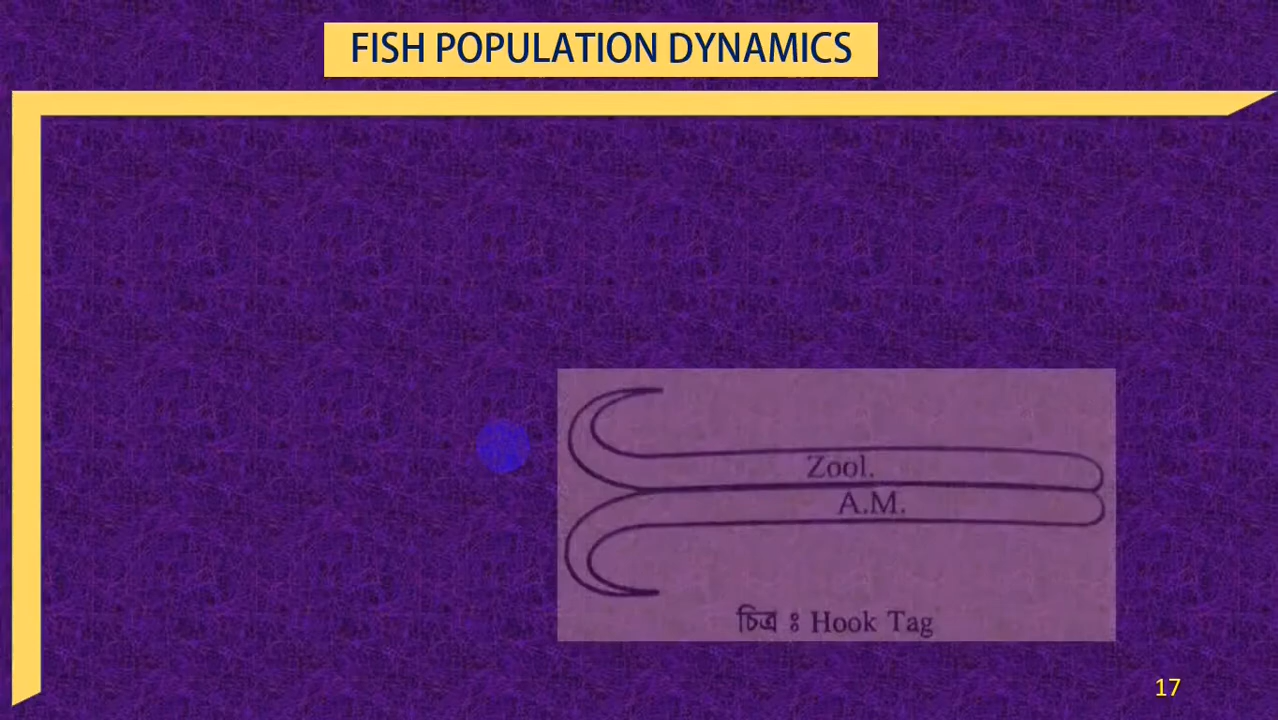 FISH POPULATION DYNAMICS
Zool.
A.M.
চিত্র ঃ Hook Tag
17